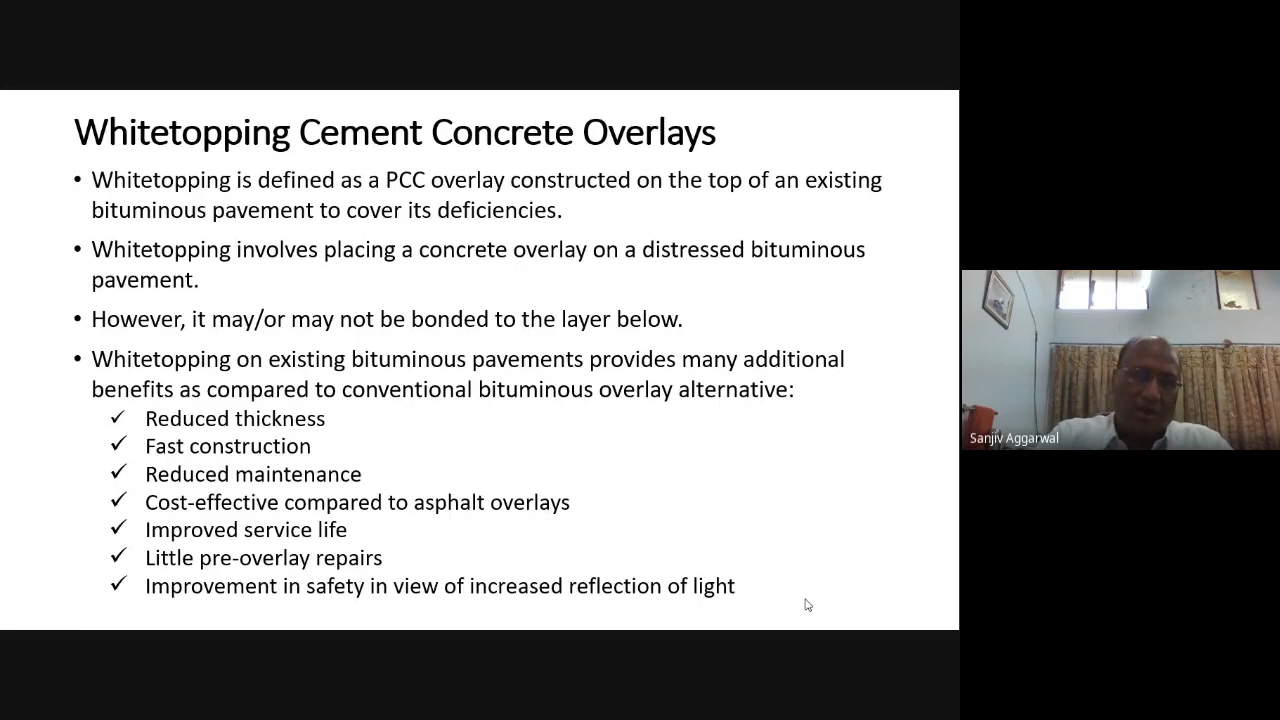 Whitetopping Cement Concrete Overlays
• Whitetopping is defined as a PCC overlay constructed on the top of an existing
bituminous pavement to cover its deficiencies.
• Whitetopping involves placing a concrete overlay on a distressed bituminous
pavement.
• However, it may/or may not be bonded to the layer below.
• Whitetopping on existing bituminous pavements provides many additional
benefits as compared to conventional bituminous overlay alternative:
✓ Reduced thickness
✓ Fast construction
✓ Reduced maintenance
✓ Cost-effective compared to asphalt overlays
✓ Improved service life
✓ Little pre-overlay repairs
✓ Improvement in safety in view of increased reflection of light
Sanjiv Aggarwal